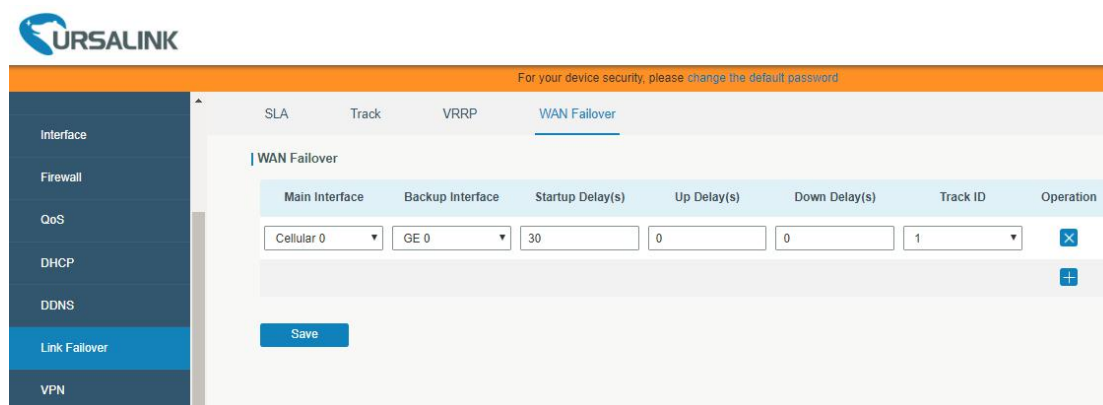 URSALINK
For your device security, please change the default password
SLA Track VRRP WAN Failover
Interface
Firewall
QoS
DHCP
DDNS
Link Failover
VPN
WAN Failover
Main Interface Backup Interface Startup Delay(s) Up Delay(s) Down Delay(s) Track ID Operation
Cellular 0 GE 0 30 0 0 1
Save